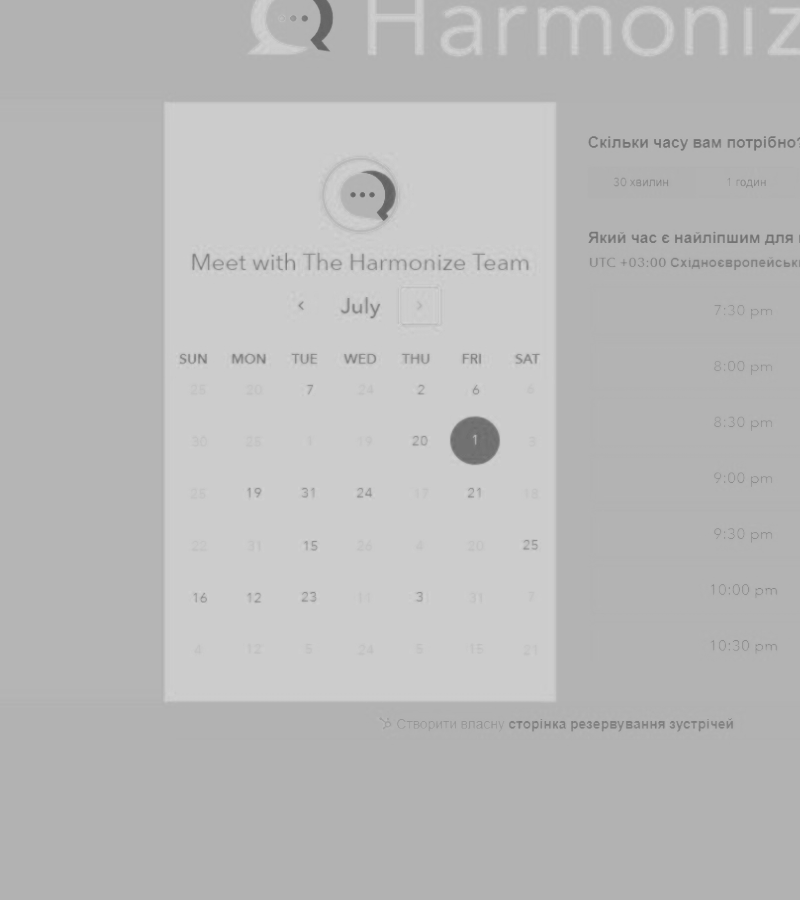 Harmoniz
Meet with The Harmonize Team
July
SUN MON TUE WED THU FRI SAT
25 20 7 24 2 6 6
30 25 1 19 20 1 3
25 19 31 24 17 21 18
22 31 15 26 4 20 25
16 12 23 11 3 31 7
4 12 5 24 5 15 21
Скільки часу вам потрібно?
30 хвилин 1 годин
Який час є найліпшим для
UTC +03:00 Східноєвропейськ
7:30 pm
8:00 pm
8:30 pm
9:00 pm
9:30 pm
10:00 pm
10:30 pm
Створити власну сторінка резервування зустрічей